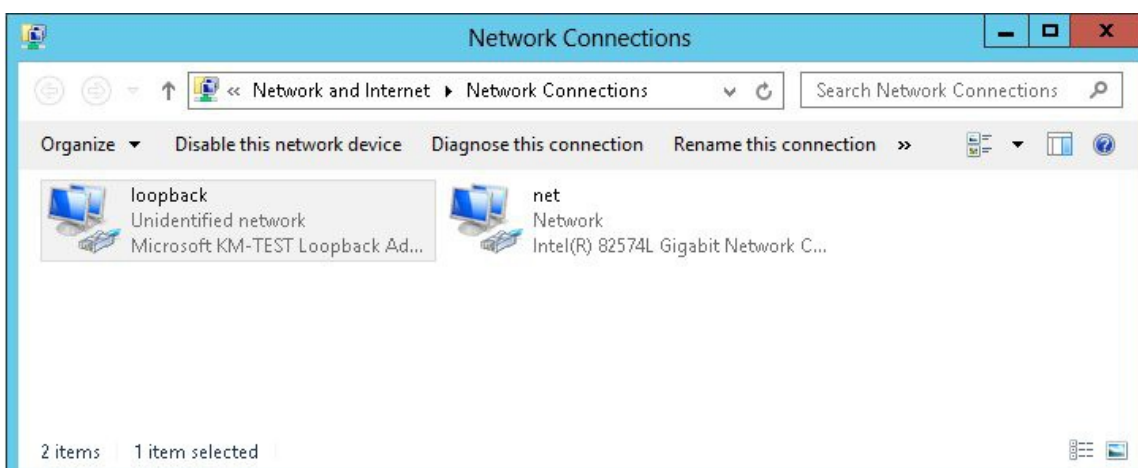 Network Connections
« Network and Internet ▸ Network Connections
Search Network Connections
Organize Disable this network device Diagnose this connection Rename this connection »
loopback
Unidentified network
Microsoft KM-TEST Loopback Ad...
net
Network
Intel(R) 82574L Gigabit Network C...
2 items 1 item selected